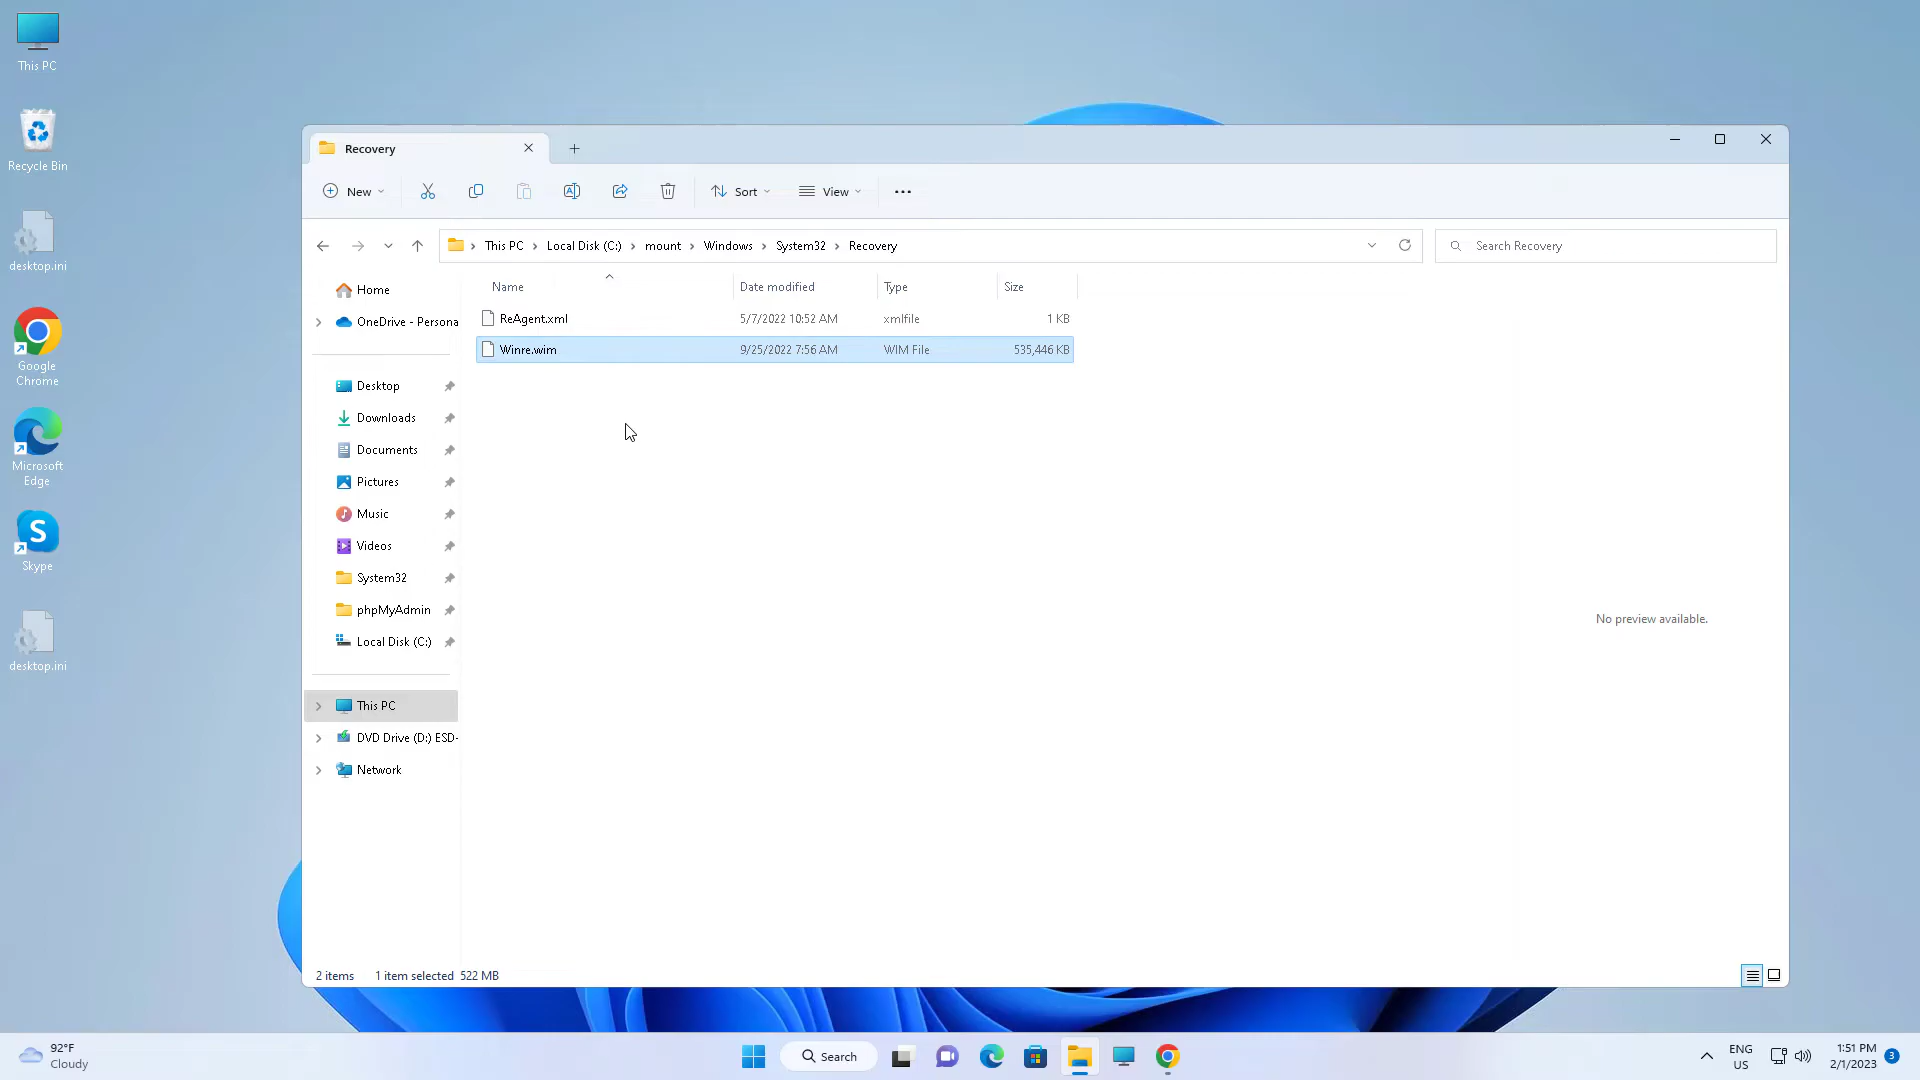 This PC
Recycle Bin
desktop.ini
Google
Chrome
Microsoft
Edge
S
Skype
desktop.ini
Recovery
New
Sort
View
This PC
Local Disk (C:)
mount
Windows
System32
Recovery
Search Recovery
Home
OneDrive - Persona
Desktop
Downloads
Documents
Pictures
Music
Videos
System32
phpMyAdmin
Local Disk (C:)
This PC
DVD Drive (D:) ESD-
Network
Name Date modified Type Size
ReAgent.xml 5/7/2022 10:52 AM xmlfile 1 KB
Winre.wim 9/25/2022 7:56 AM WIM File 535,446 KB
No preview available.
2 items 1 item selected 522 MB
92°F
Cloudy
Search
ENG
US
1:51 PM
2/1/2023
3